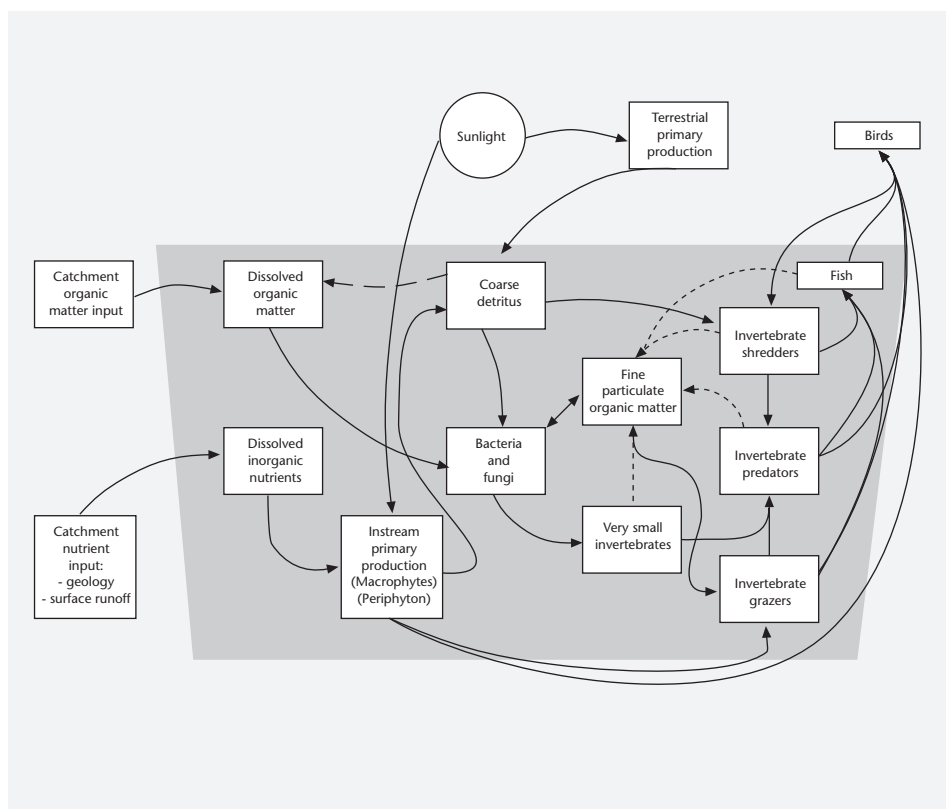 Sunlight
Terrestrial
primary
production
Birds
Catchment
organic
matter input
Dissolved
organic
matter
Coarse
detritus
Fish
Invertebrate
shredders
Fine
particulate
organic matter
Dissolved
inorganic
nutrients
Bacteria
and
fungi
Invertebrate
predators
Catchment
nutrient
input:
- geology
- surface runoff
Instream
primary
production
(Macrophytes)
(Periphyton)
Very small
invertebrates
Invertebrate
grazers